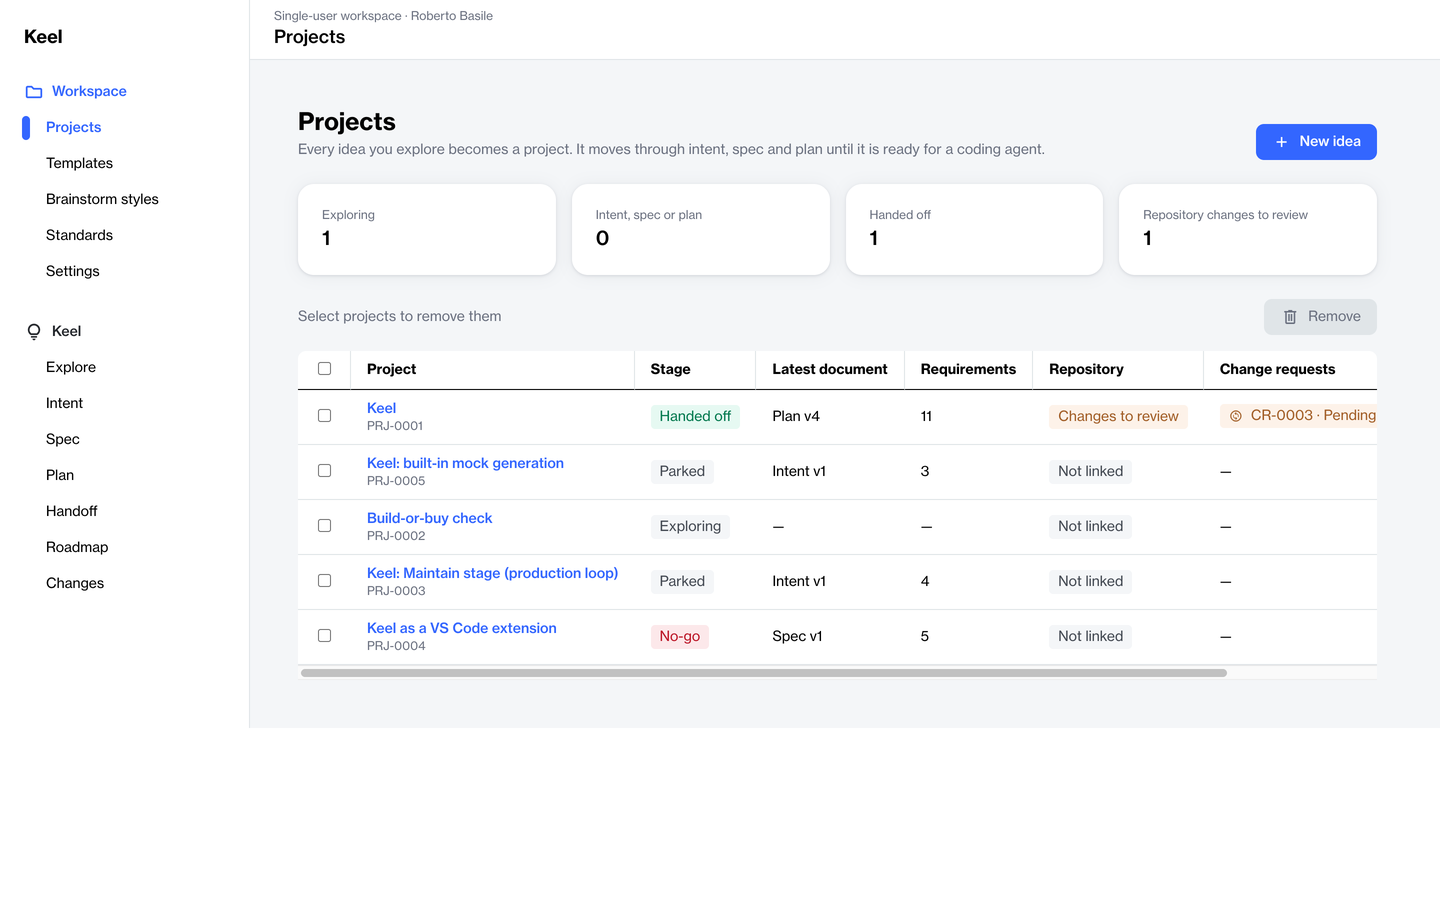 Keel
Workspace
Projects
Templates
Brainstorm styles
Standards
Settings
Keel
Explore
Intent
Spec
Plan
Handoff
Roadmap
Changes
Single-user workspace · Roberto Basile
Projects
Projects
Every idea you explore becomes a project. It moves through intent, spec and plan until it is ready for a coding agent.
New idea
Exploring
1
Intent, spec or plan
0
Handed off
1
Repository changes to review
1
Select projects to remove them
Remove
Project Stage Latest document Requirements Repository Change requests
Keel
PRJ-0001
Handed off Plan v4 11 Changes to review CR-0003 · Pending
Keel: built-in mock generation
PRJ-0005
Parked Intent v1 3 Not linked —
Build-or-buy check
PRJ-0002
Exploring — — Not linked —
Keel: Maintain stage (production loop)
PRJ-0003
Parked Intent v1 4 Not linked —
Keel as a VS Code extension
PRJ-0004
No-go Spec v1 5 Not linked —